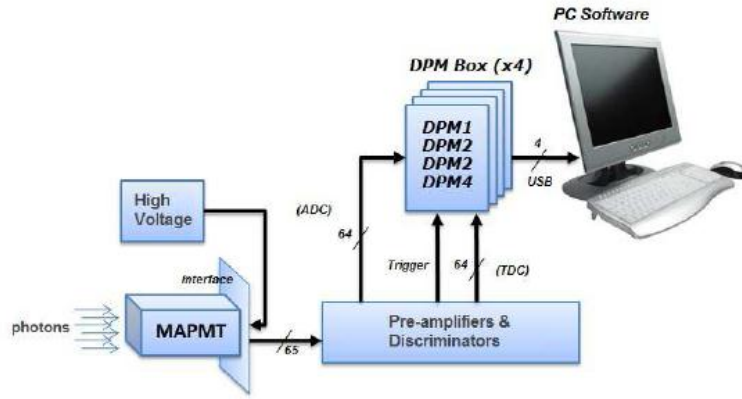 PC Software
DPM Box (x4)
DPM1
DPM2
DPM2
DPM4
4
USB
High
Voltage
(ADC)
64
Trigger
64
(TDC)
Interface
photons
MAPMT
65
Pre-amplifiers &
Discriminators